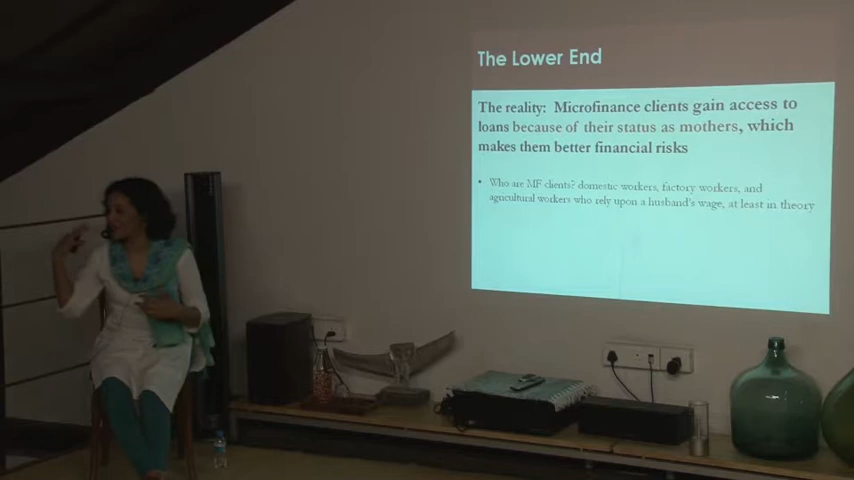 The Lower End
The reality: Microfinance clients gain access to
loans because of their status as mothers, which
makes them better financial risks
• Who are MF clients? domestic workers, factory workers, and
agricultural workers who rely upon a husband's wage, at least in theory